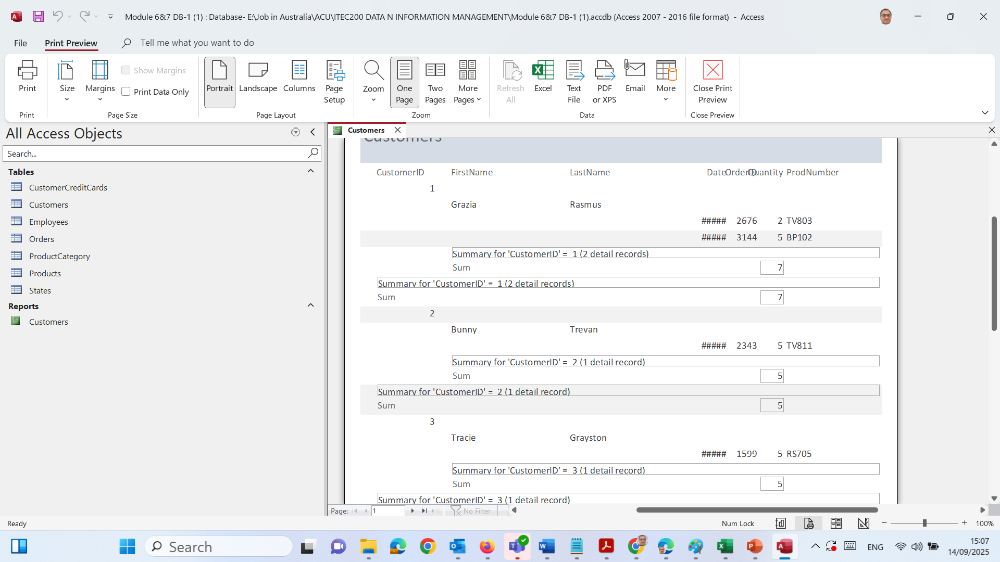 Module 6&7 DB-1 (1) : Database- E:\Job in Australia\ACU\ITEC200 DATA N INFORMATION MANAGEMENT\Module 6&7 DB-1 (1).accdb (Access 2007 - 2016 file format) - Access
File
Print Preview
Tell me what you want to do
Print
Size
Margins
Show Margins
Print Data Only
Portrait
Landscape
Columns
Page Setup
Zoom
One Page
Two Pages
More Pages
Refresh All
Excel
Text File
PDF or XPS
Email
More
Close Print Preview
Print
Page Size
Page Layout
Zoom
Data
Close Preview
All Access Objects
Search...
Tables
CustomerCreditCards
Customers
Employees
Orders
ProductCategory
Products
States
Reports
Customers
Customers
Customers
CustomerID FirstName LastName Date OrderID Quantity ProdNumber
1
Grazia Rasmus
##### 2676 2 TV803
##### 3144 5 BP102
Summary for 'CustomerID' = 1 (2 detail records)
Sum 7
Summary for 'CustomerID' = 1 (2 detail records)
Sum 7
2
Bunny Trevan
##### 2343 5 TV811
Summary for 'CustomerID' = 2 (1 detail record)
Sum 5
Summary for 'CustomerID' = 2 (1 detail record)
Sum 5
3
Tracie Grayston
##### 1599 5 RS705
Summary for 'CustomerID' = 3 (1 detail record)
Sum 5
Summary for 'CustomerID' = 3 (1 detail record)
Page: 1 No Filter
Ready
Num Lock
100%
Search
ENG
15:07
14/09/2025